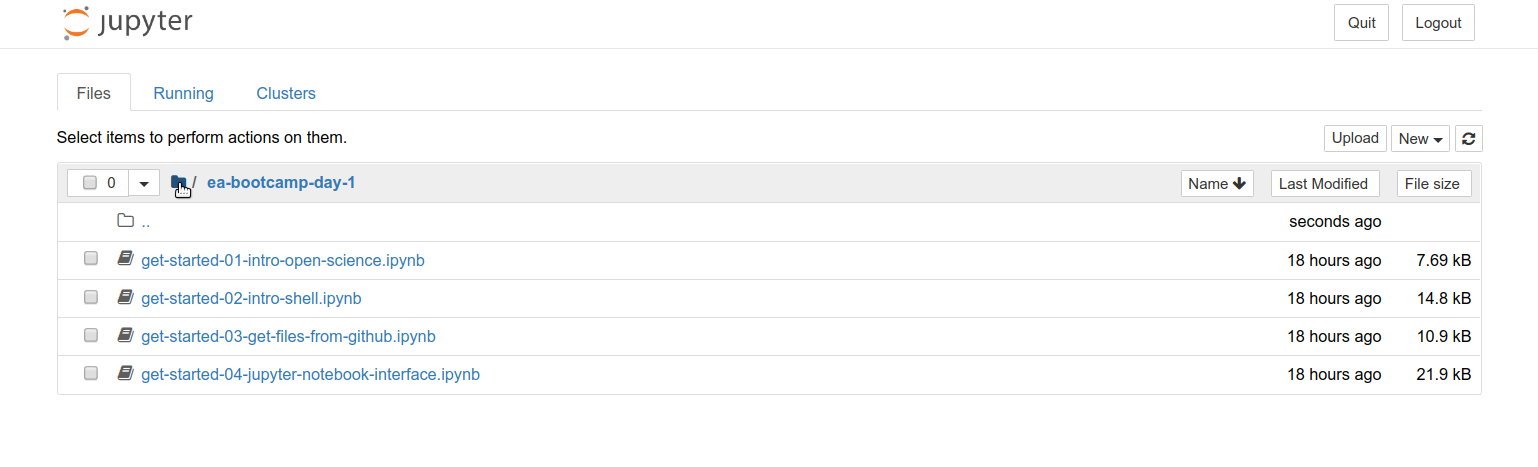 jupyter Quit Logout
Files Running Clusters
Select items to perform actions on them. Upload New
0 / ea-bootcamp-day-1 Name Last Modified File size
.. seconds ago
get-started-01-intro-open-science.ipynb 18 hours ago 7.69 kB
get-started-02-intro-shell.ipynb 18 hours ago 14.8 kB
get-started-03-get-files-from-github.ipynb 18 hours ago 10.9 kB
get-started-04-jupyter-notebook-interface.ipynb 18 hours ago 21.9 kB